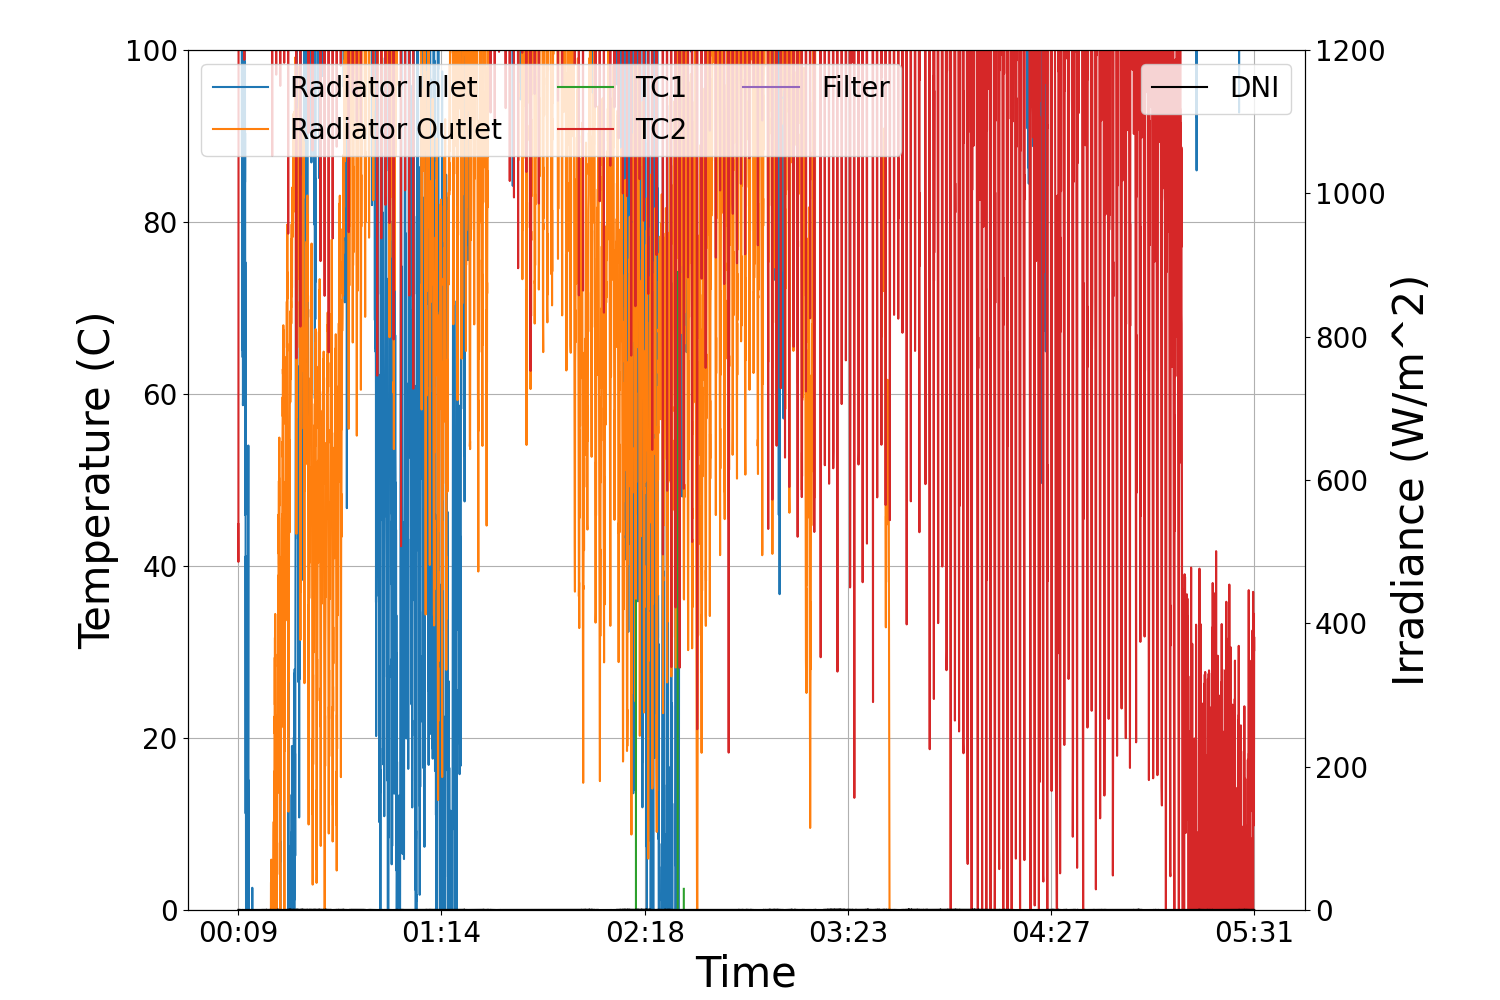 Radiator Inlet
Radiator Outlet
TC1
TC2
Filter
DNI
100
80
60
40
20
0
Temperature (C)
1200
1000
800
600
400
200
0
Irradiance (W/m^2)
00:09 01:14 02:18 03:23 04:27 05:31
Time